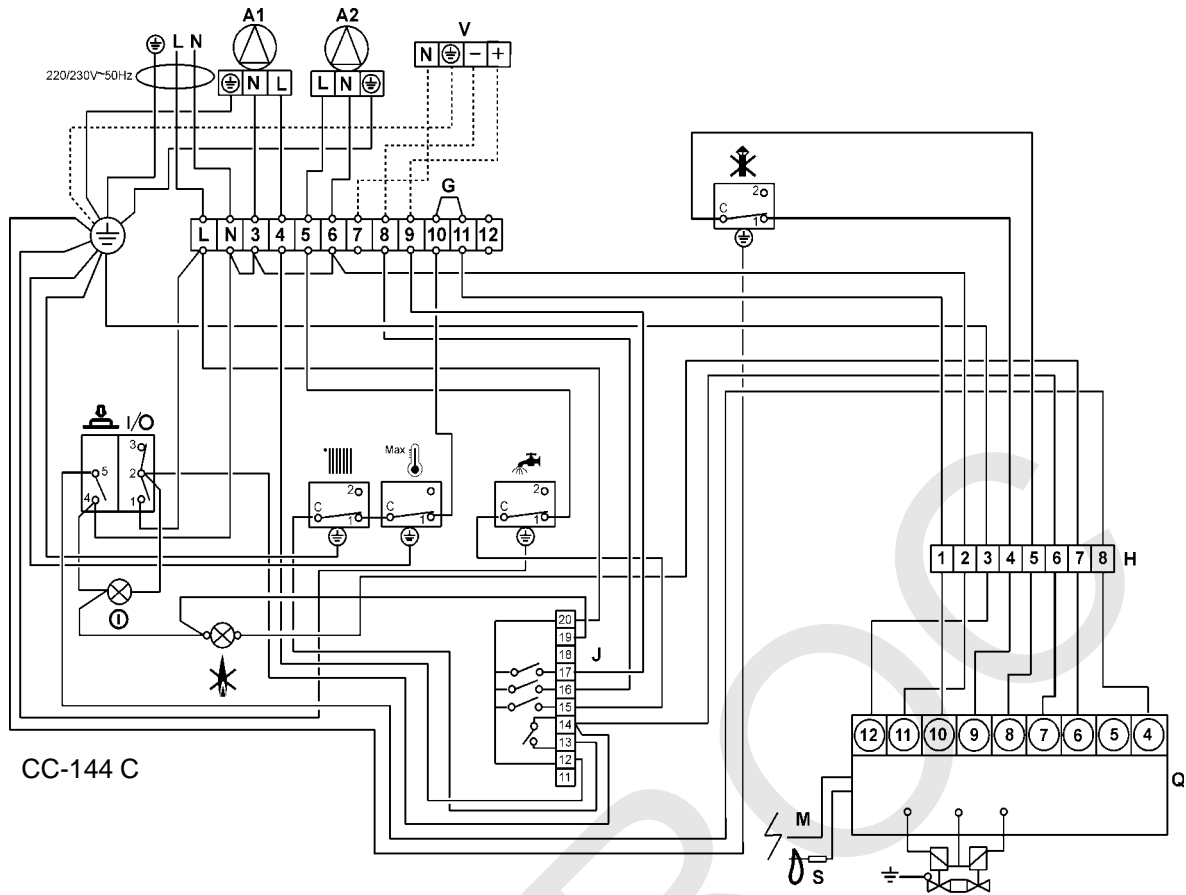 A1 A2
V
L N
220/230V~50Hz
N L
L N
N − +
G
L N 3 4 5 6 7 8 9 10 11 12
2
C 1
I/O
3
5 2
4 1
Max
2
C 1
C 1
2
C 1
1 2 3 4 5 6 7 8 H
I
20
19
18
17
16
15
14
13
12
11
J
12 11 10 9 8 7 6 5 4
Q
CC-144 C
M
S